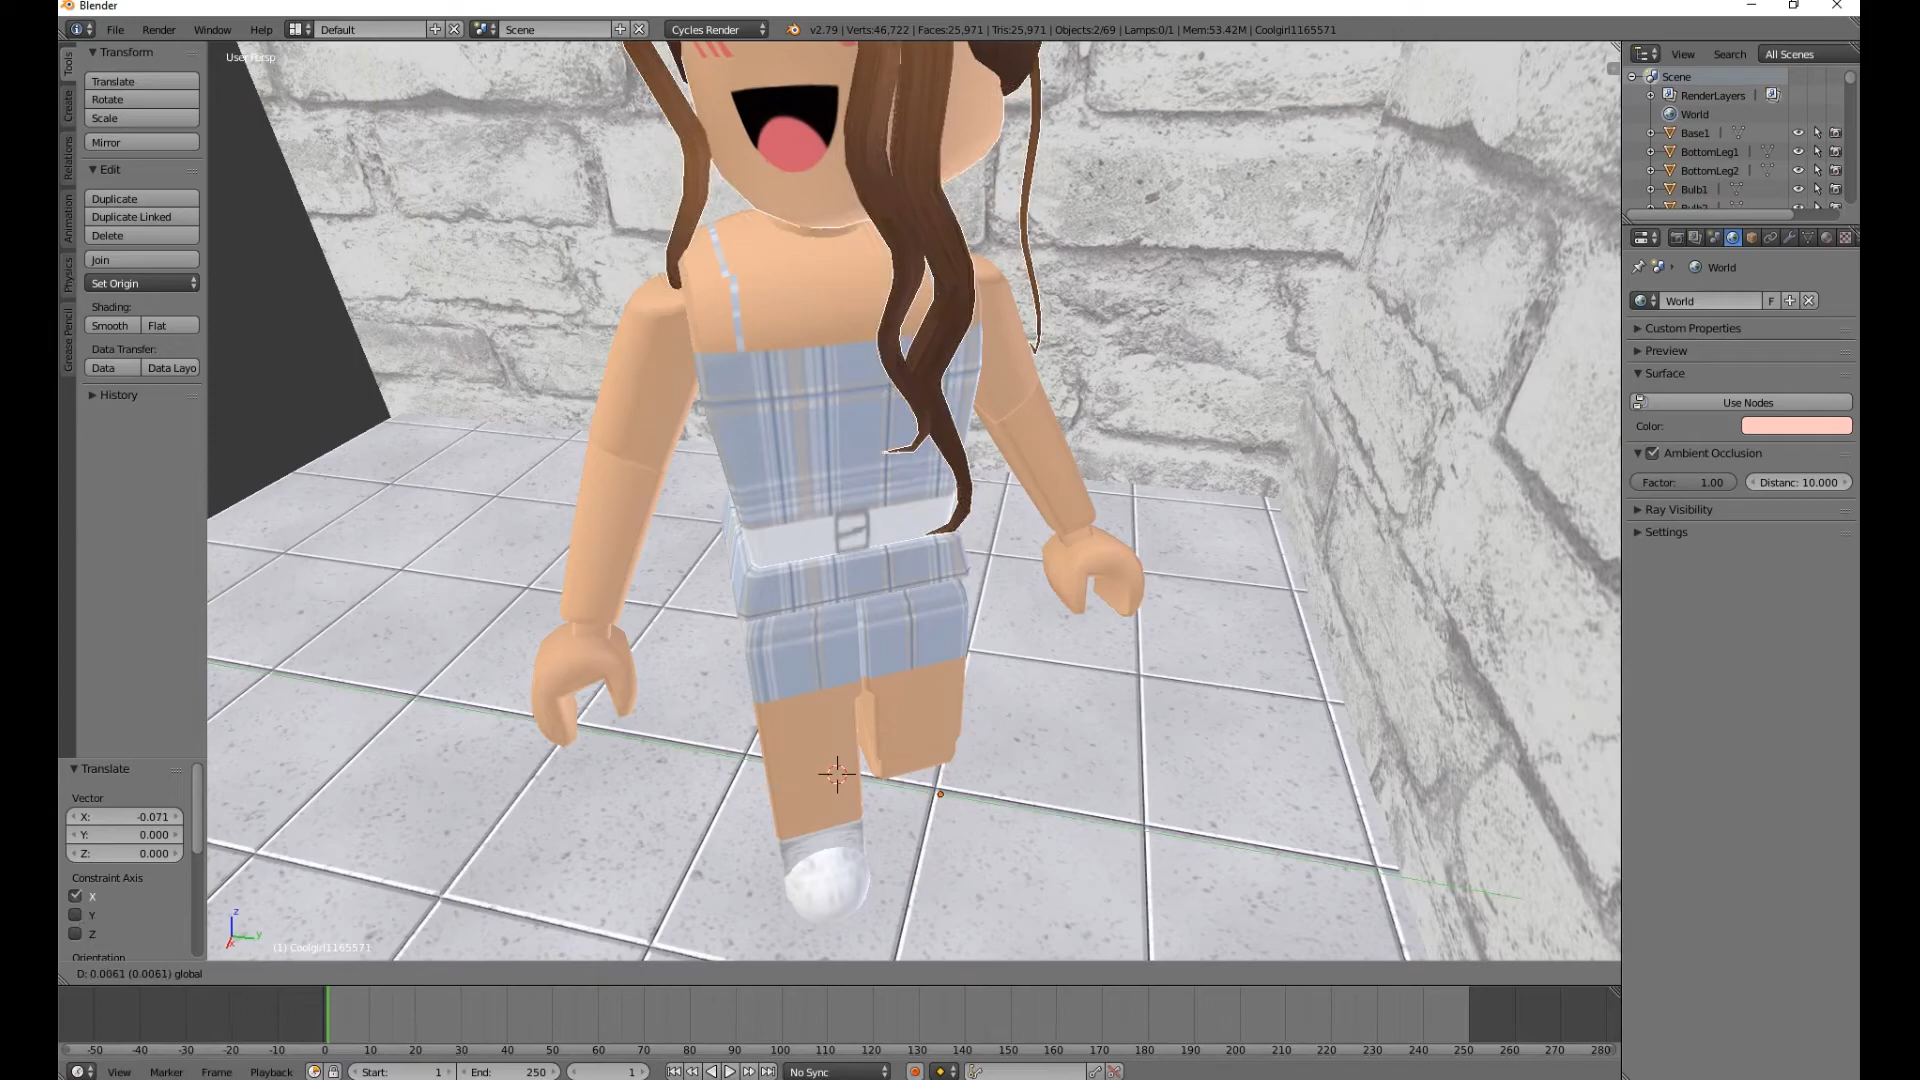 Blender
File Render Window Help Default Scene Cycles Render v2.79 | Verts:46,722 | Faces:25,971 | Tris:25,971 | Objects:2/69 | Lamps:0/1 | Mem:53.42M | Coolgirl1165571
Tools
Create
Relations
Animation
Physics
Grease Pencil
Transform
Translate
Rotate
Scale
Mirror
Edit
Duplicate
Duplicate Linked
Delete
Join
Set Origin
Shading:
Smooth Flat
Data Transfer:
Data Data Layo
History
Translate
Vector
X: -0.071
Y: 0.000
Z: 0.000
Constraint Axis
X
Y
Z
Orientation
User Persp
z
y
x
(1) Coolgirl1165571
D: 0.0061 (0.0061) global
View Search All Scenes
Scene
RenderLayers |
World
Base1 |
BottomLeg1 |
BottomLeg2 |
Bulb1 |
Bulb2
World
World F
Custom Properties
Preview
Surface
Use Nodes
Color:
Ambient Occlusion
Factor: 1.00 Distanc: 10.000
Ray Visibility
Settings
-50 -40 -30 -20 -10 0 10 20 30 40 50 60 70 80 90 100 110 120 130 140 150 160 170 180 190 200 210 220 230 240 250 260 270 280
View Marker Frame Playback Start: 1 End: 250 1 No Sync